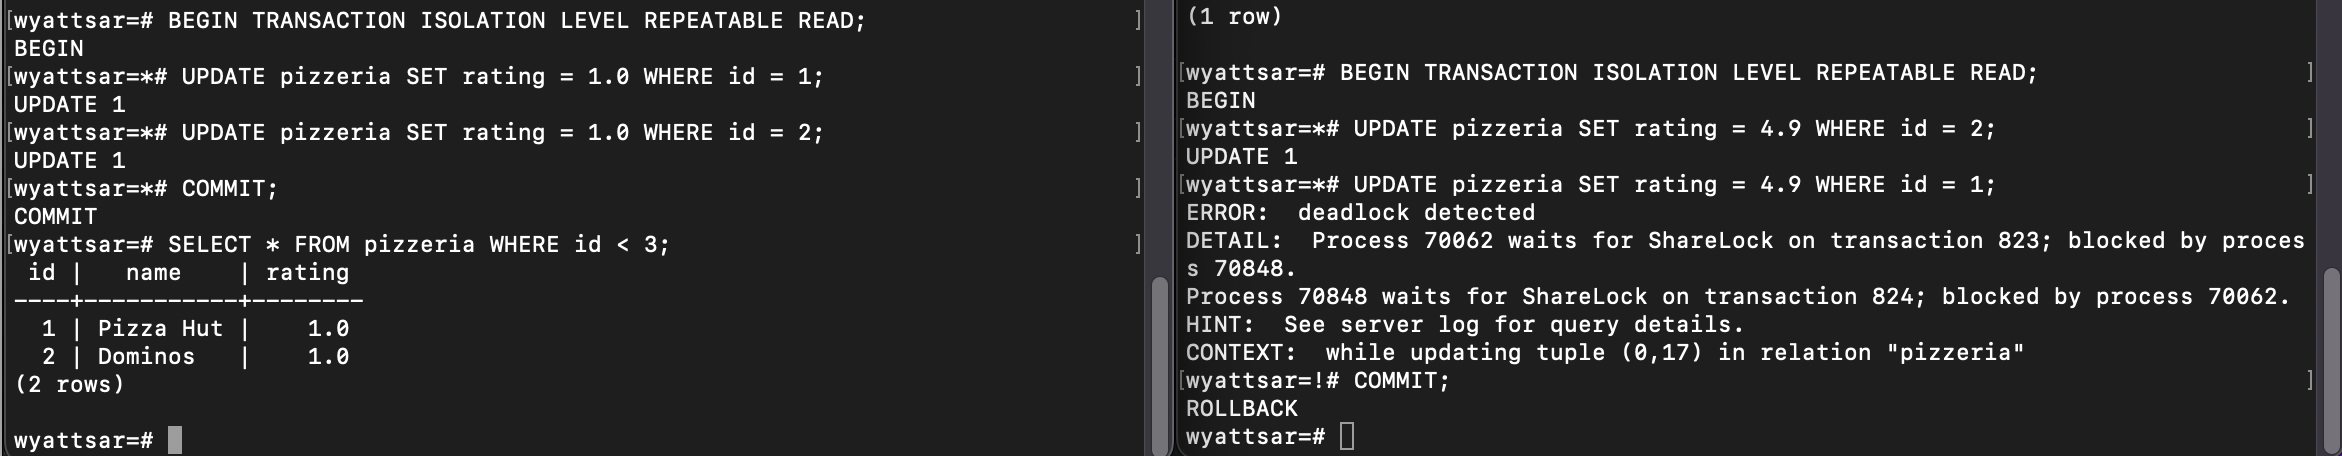 [wyattsar=# BEGIN TRANSACTION ISOLATION LEVEL REPEATABLE READ; ]
BEGIN
[wyattsar=*# UPDATE pizzeria SET rating = 1.0 WHERE id = 1; ]
UPDATE 1
[wyattsar=*# UPDATE pizzeria SET rating = 1.0 WHERE id = 2; ]
UPDATE 1
[wyattsar=*# COMMIT; ]
COMMIT
[wyattsar=# SELECT * FROM pizzeria WHERE id < 3; ]
 id |   name    | rating
----+-----------+--------
  1 | Pizza Hut |    1.0
  2 | Dominos   |    1.0
(2 rows)
wyattsar=#
(1 row)
[wyattsar=# BEGIN TRANSACTION ISOLATION LEVEL REPEATABLE READ; ]
BEGIN
[wyattsar=*# UPDATE pizzeria SET rating = 4.9 WHERE id = 2; ]
UPDATE 1
[wyattsar=*# UPDATE pizzeria SET rating = 4.9 WHERE id = 1; ]
ERROR:  deadlock detected
DETAIL:  Process 70062 waits for ShareLock on transaction 823; blocked by proces
s 70848.
Process 70848 waits for ShareLock on transaction 824; blocked by process 70062.
HINT:  See server log for query details.
CONTEXT:  while updating tuple (0,17) in relation "pizzeria"
[wyattsar=!# COMMIT; ]
ROLLBACK
wyattsar=#